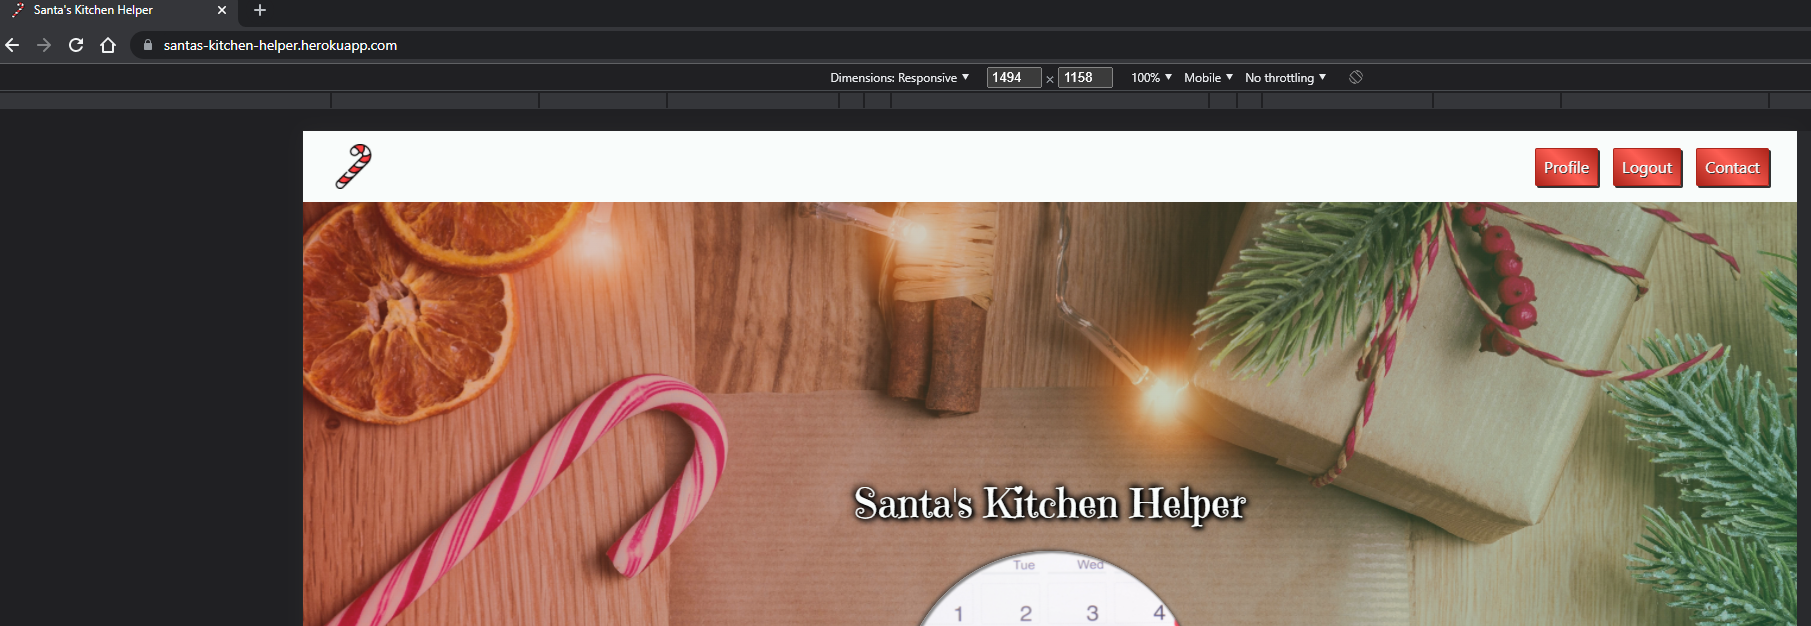 Santa's Kitchen Helper
santas-kitchen-helper.herokuapp.com
Dimensions: Responsive 1494 × 1158 100% Mobile No throttling
Profile Logout Contact
Santa's Kitchen Helper
Tue Wed
1 2 3 4